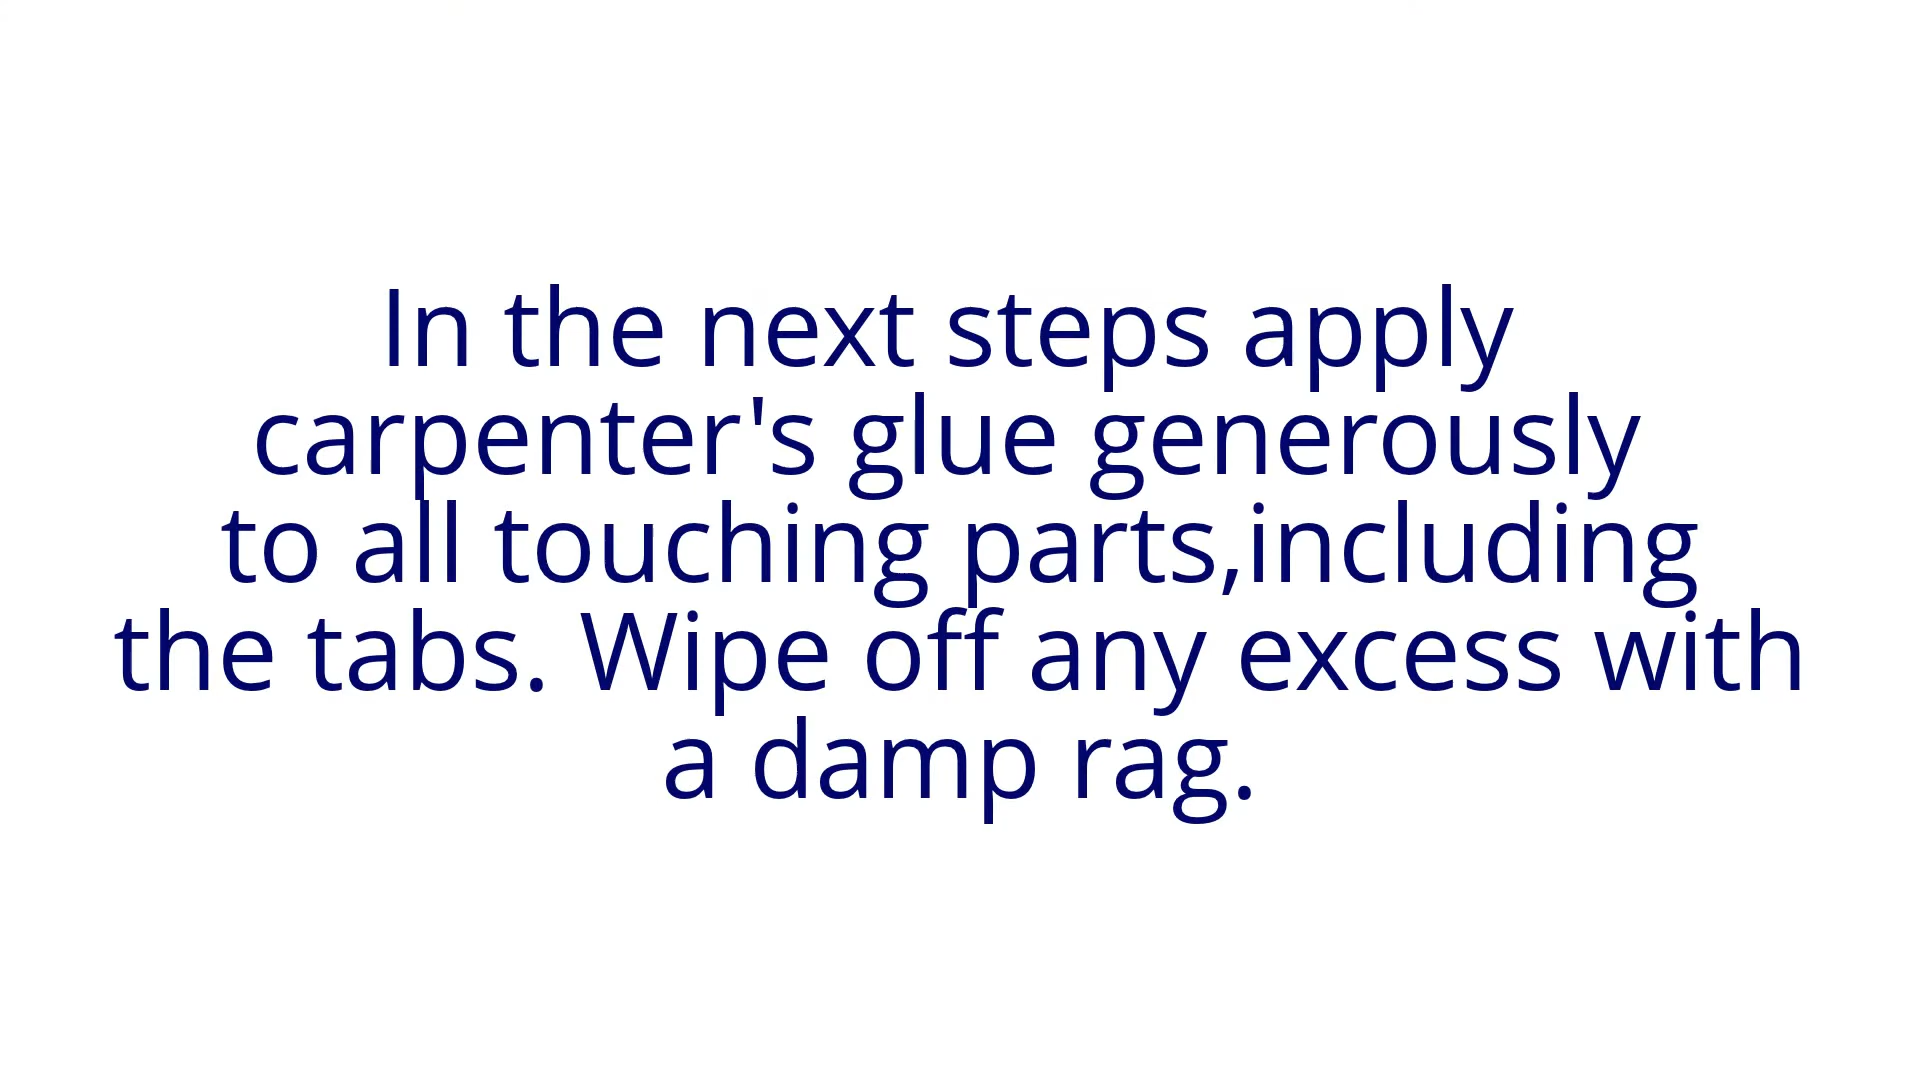 In the next steps apply
carpenter's glue generously
to all touching parts,including
the tabs. Wipe off any excess with
a damp rag.